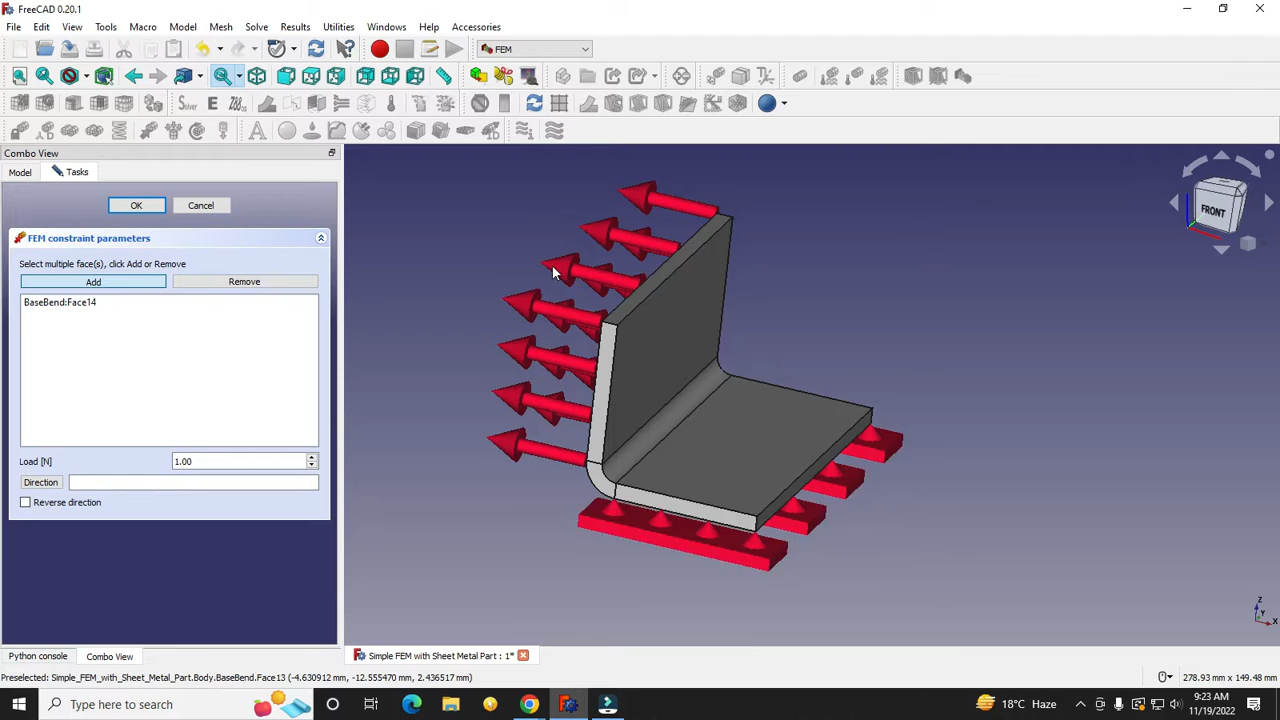 FreeCAD 0.20.1
File Edit View Tools Macro Model Mesh Solve Results Utilities Windows Help Accessories
FEM
Solver
Combo View
Model Tasks
OK Cancel
FEM constraint parameters
Select multiple face(s), click Add or Remove
Add Remove
BaseBend:Face14
Load [N] 1.00
Direction
Reverse direction
FRONT
Z
Y
X
Python console Combo View
Simple FEM with Sheet Metal Part : 1*
Preselected: Simple_FEM_with_Sheet_Metal_Part.Body.BaseBend.Face13 (-4.630912 mm, -12.555470 mm, 2.436517 mm)
278.93 mm x 149.48 mm
Type here to search
18°C Haze
9:23 AM
11/19/2022